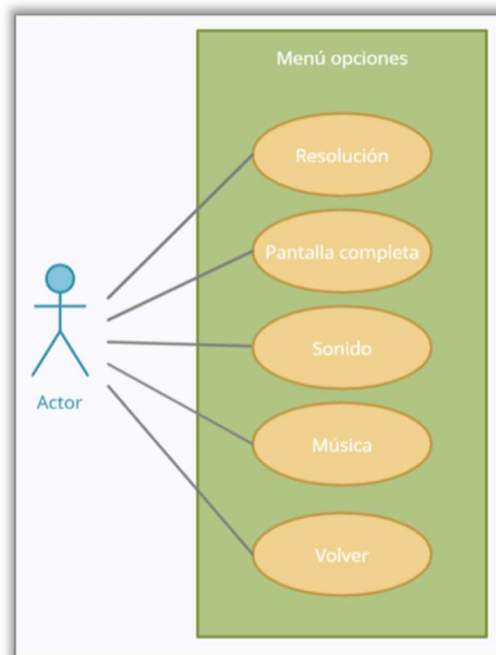 Menú opciones
Resolución
Pantalla completa
Sonido
Actor
Música
Volver